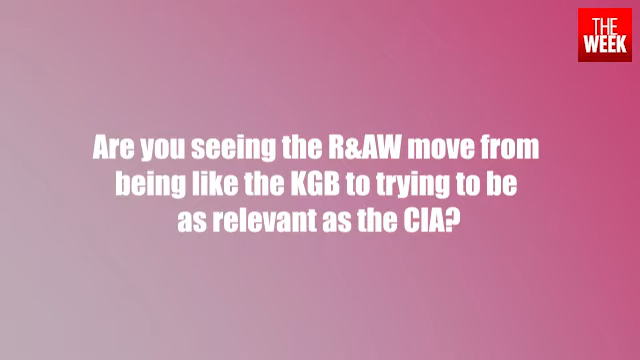 THE
WEEK
Are you seeing the R&AW move from
being like the KGB to trying to be
as relevant as the CIA?